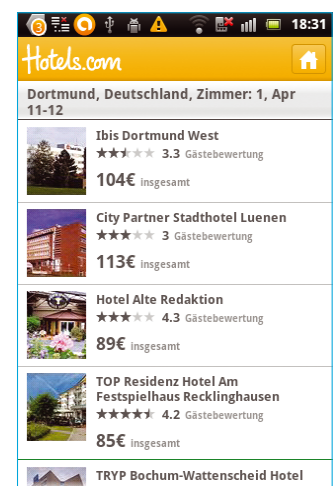 3
18:31
Hotels.com
Dortmund, Deutschland, Zimmer: 1, Apr
11-12
Ibis Dortmund West
3.3 Gästebewertung
104€ insgesamt
City Partner Stadthotel Luenen
3 Gästebewertung
113€ insgesamt
Hotel Alte Redaktion
4.3 Gästebewertung
89€ insgesamt
TOP Residenz Hotel Am
Festspielhaus Recklinghausen
4.2 Gästebewertung
85€ insgesamt
TRYP Bochum-Wattenscheid Hotel